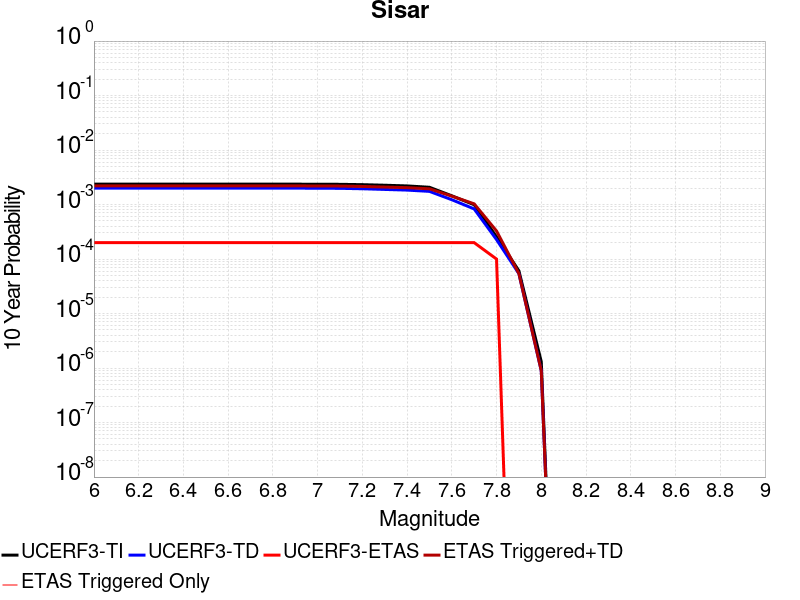 Sisar
10 Year Probability
10^0
10^-1
10^-2
10^-3
10^-4
10^-5
10^-6
10^-7
10^-8
6 6.2 6.4 6.6 6.8 7 7.2 7.4 7.6 7.8 8 8.2 8.4 8.6 8.8 9
Magnitude
UCERF3-TI UCERF3-TD UCERF3-ETAS ETAS Triggered+TD
ETAS Triggered Only